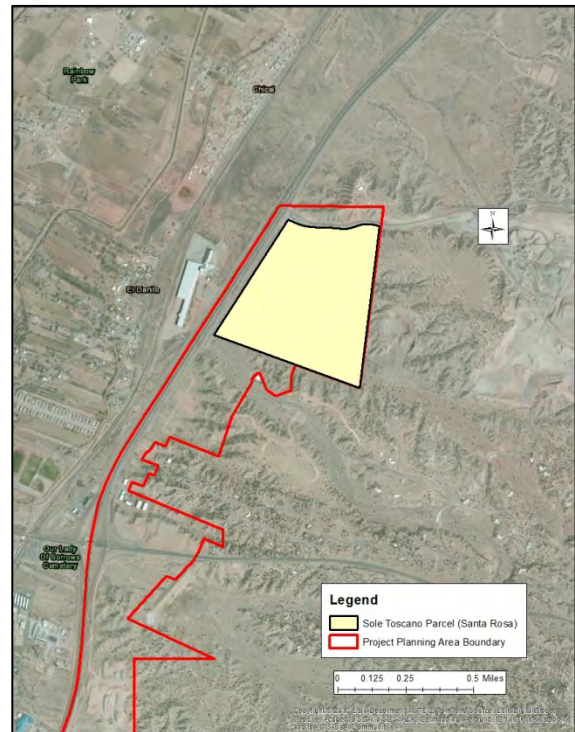 Rainbow
Park
Chical
N
El Llanito
Our Lady
Of Sorrows
Cemetery
Legend
Sole Toscano Parcel (Santa Rosa)
Project Planning Area Boundary
0 0.125 0.25 0.5 Miles